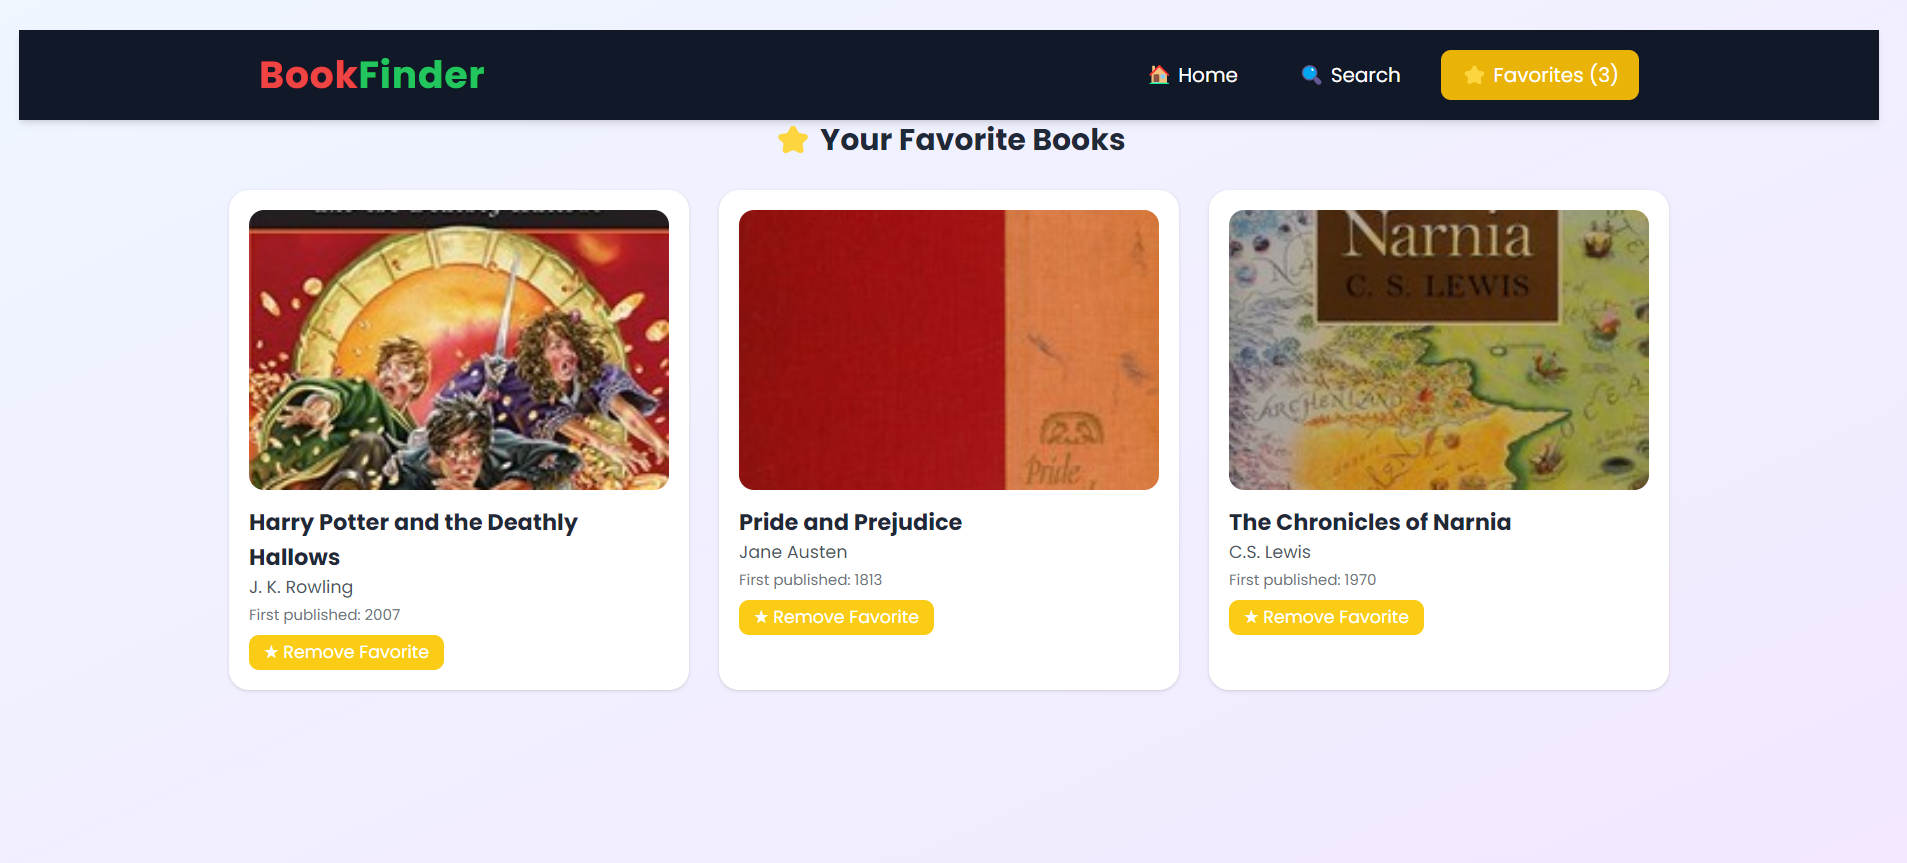 BookFinder
🏠 Home
🔍 Search
⭐ Favorites (3)
⭐ Your Favorite Books
Narnia
C. S. LEWIS
ARCHENLAND
Pride
Harry Potter and the Deathly
Hallows
J. K. Rowling
First published: 2007
★ Remove Favorite
Pride and Prejudice
Jane Austen
First published: 1813
★ Remove Favorite
The Chronicles of Narnia
C.S. Lewis
First published: 1970
★ Remove Favorite